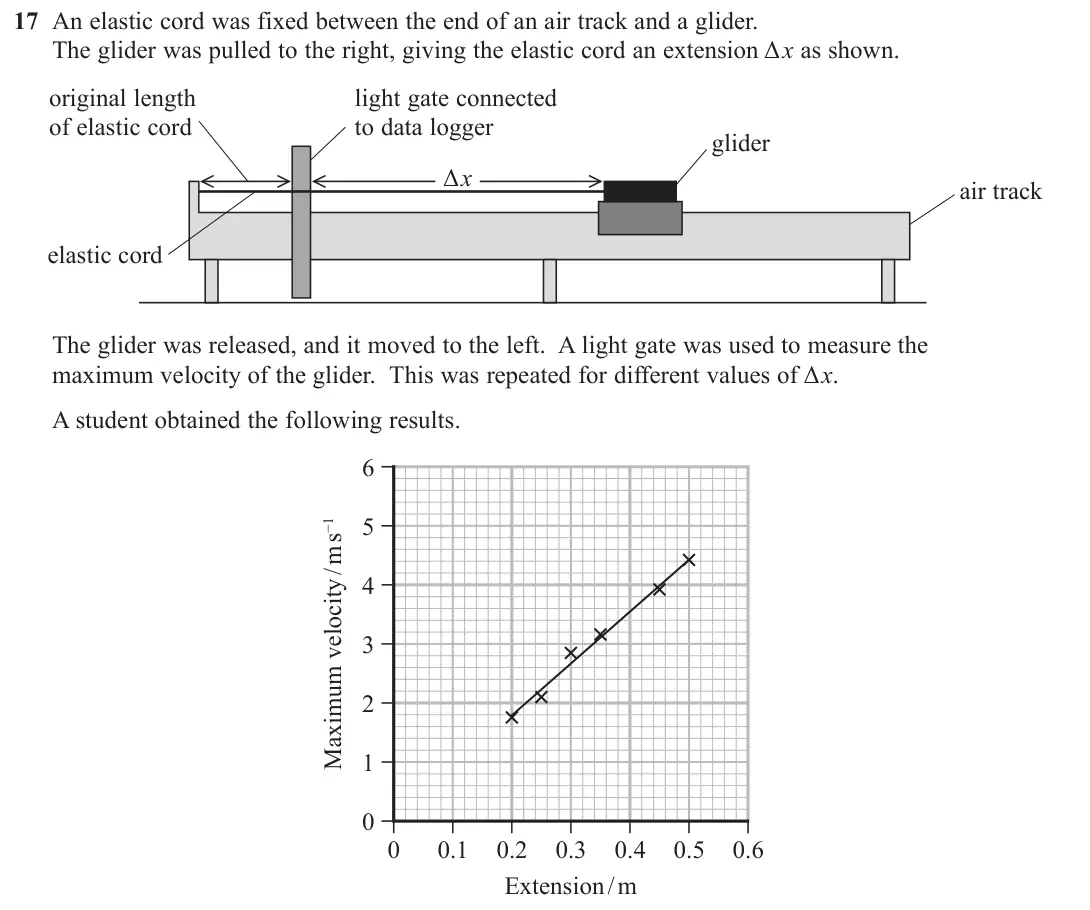 17 An elastic cord was fixed between the end of an air track and a glider.
The glider was pulled to the right, giving the elastic cord an extension Δx as shown.
original length
of elastic cord
light gate connected
to data logger
glider
Δx
air track
elastic cord
The glider was released, and it moved to the left. A light gate was used to measure the
maximum velocity of the glider. This was repeated for different values of Δx.
A student obtained the following results.
Maximum velocity / m s⁻¹
6
5
4
3
2
1
0
0 0.1 0.2 0.3 0.4 0.5 0.6
Extension / m